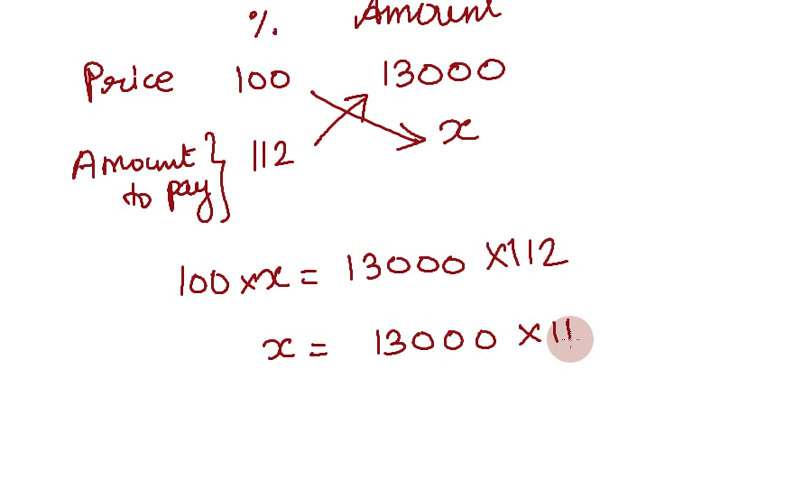 % Amount
Price 100 13000
Amount } 112 x
to pay
100 × x = 13000 × 112
x = 13000 × 11